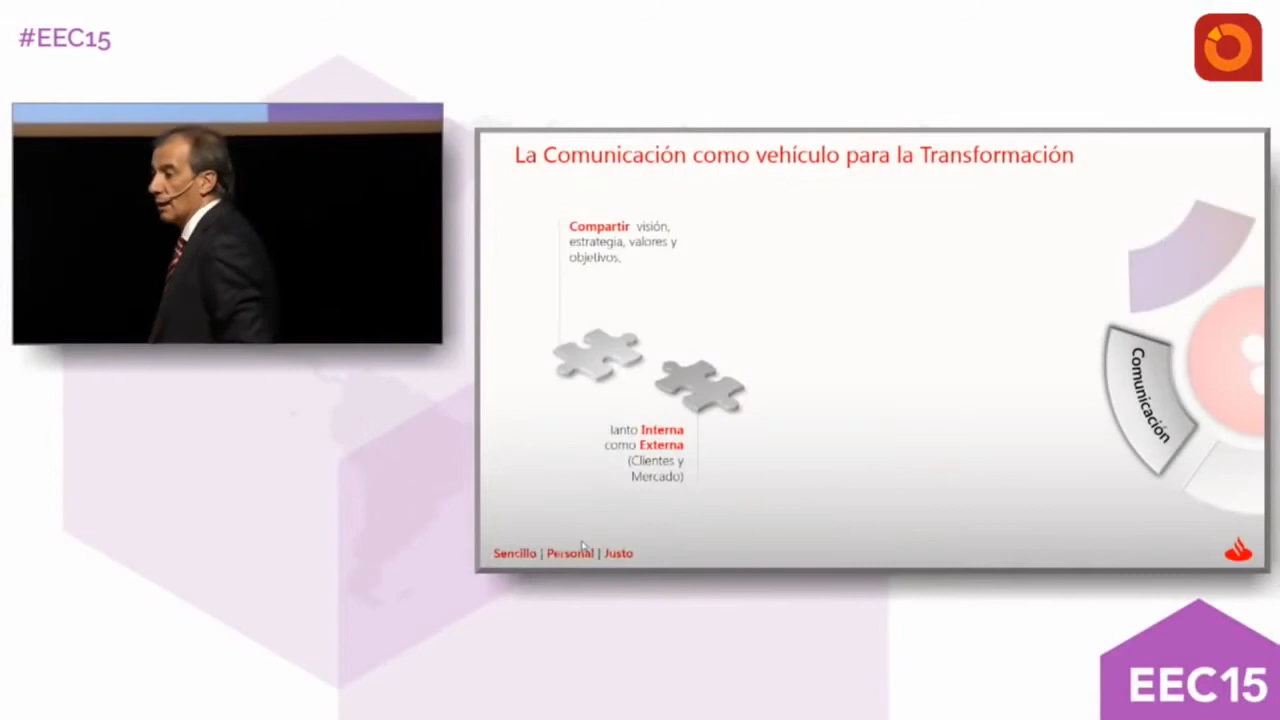 #EEC15
La Comunicación como vehículo para la Transformación
Compartir visión,
estrategia, valores y
objetivos.
Comunicación
Tanto Interna
como Externa
(Clientes y
Mercado)
Sencillo | Personal | Justo
EEC15